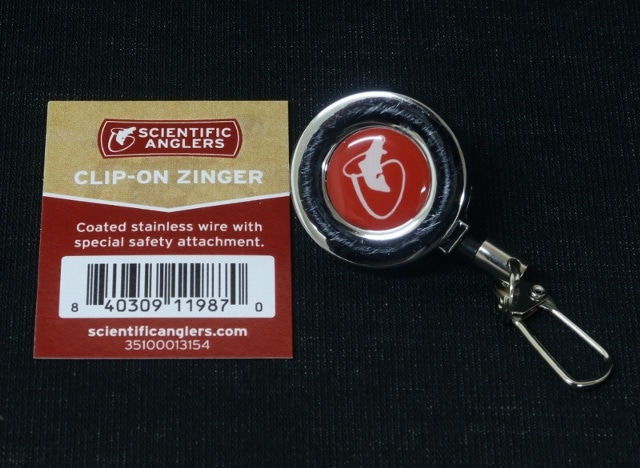 SCIENTIFIC
ANGLERS
CLIP-ON ZINGER
Coated stainless wire with
special safety attachment.
8 40309 11987 0
scientificanglers.com
35100013154